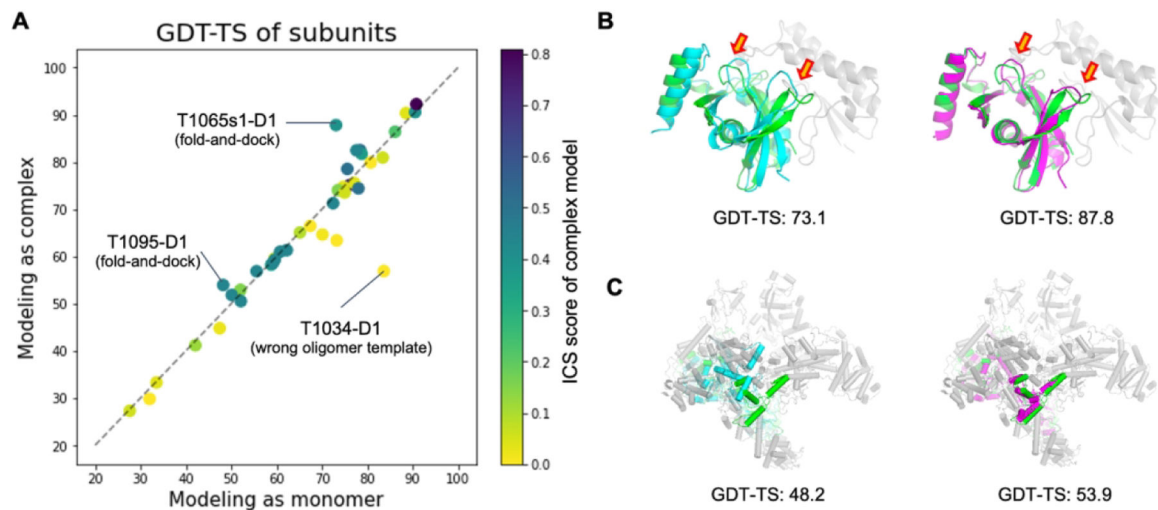 A
GDT-TS of subunits
Modeling as complex
100
90
80
70
60
50
40
30
20
20 30 40 50 60 70 80 90 100
Modeling as monomer
T1065s1-D1
(fold-and-dock)
T1095-D1
(fold-and-dock)
T1034-D1
(wrong oligomer template)
0.8
0.7
0.6
0.5
0.4
0.3
0.2
0.1
0.0
ICS score of complex model
B
GDT-TS: 73.1
GDT-TS: 87.8
C
GDT-TS: 48.2
GDT-TS: 53.9